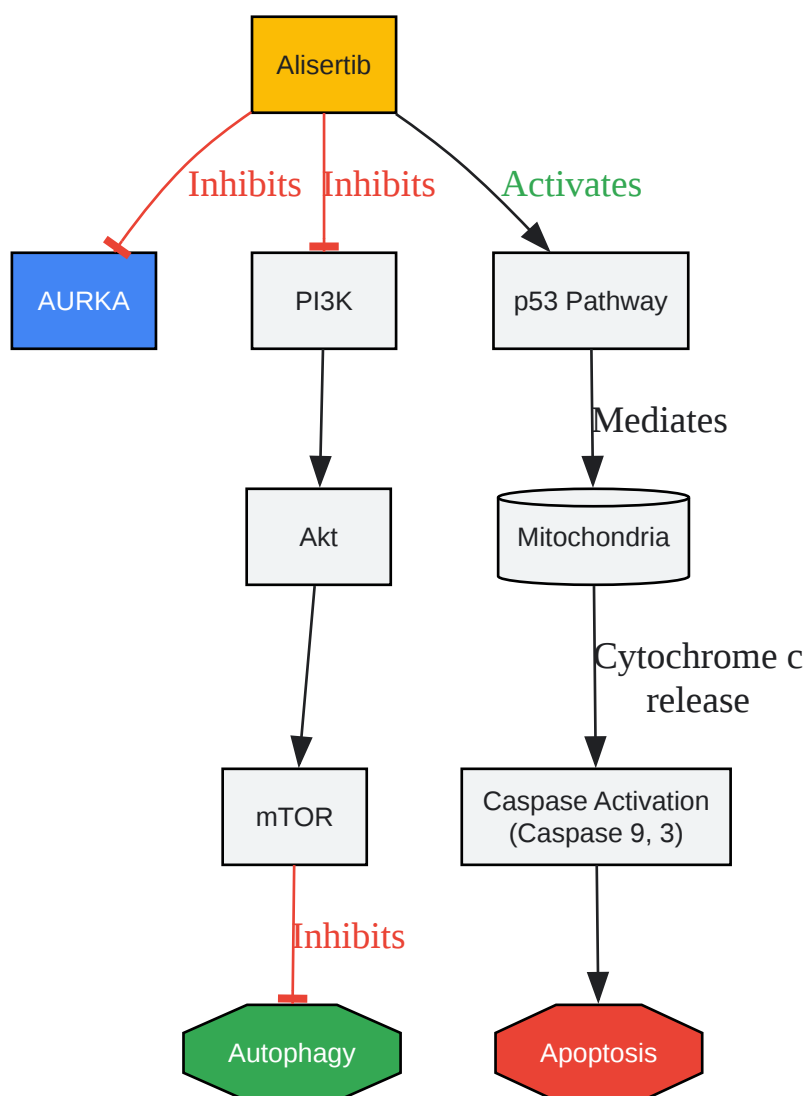 Alisertib
Inhibits
Inhibits
Activates
AURKA
PI3K
p53 Pathway
Mediates
Akt
Mitochondria
Cytochrome c
release
mTOR
Caspase Activation
(Caspase 9, 3)
Inhibits
Autophagy
Apoptosis